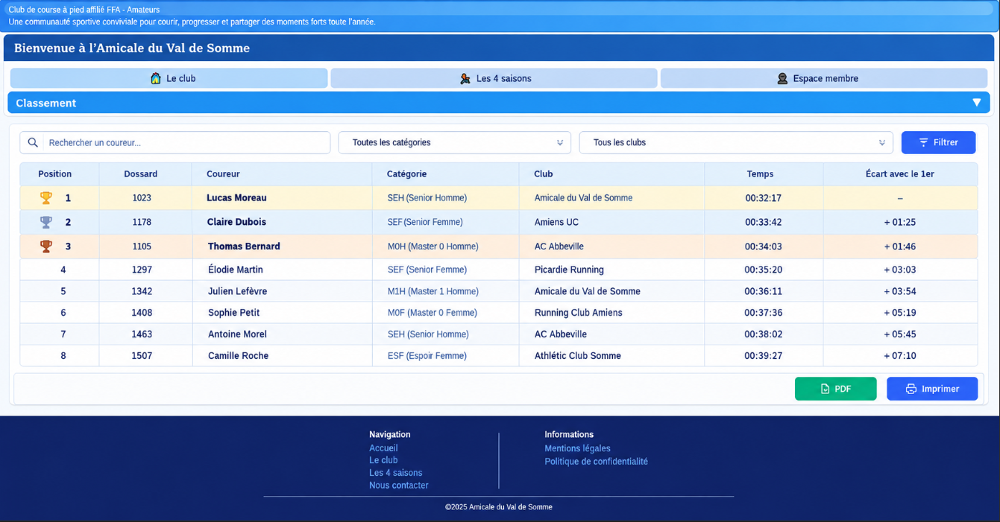 Club de course à pied affilié FFA - Amateurs
Une communauté sportive conviviale pour courir, progresser et partager des moments forts toute l'année.
Bienvenue à l'Amicale du Val de Somme
Le club Les 4 saisons Espace membre
Classement
Rechercher un coureur... Toutes les catégories Tous les clubs Filtrer
Position Dossard Coureur Catégorie Club Temps Écart avec le 1er
1 1023 Lucas Moreau SEH (Senior Homme) Amicale du Val de Somme 00:32:17 –
2 1178 Claire Dubois SEF (Senior Femme) Amiens UC 00:33:42 + 01:25
3 1105 Thomas Bernard M0H (Master 0 Homme) AC Abbeville 00:34:03 + 01:46
4 1297 Élodie Martin SEF (Senior Femme) Picardie Running 00:35:20 + 03:03
5 1342 Julien Lefèvre M1H (Master 1 Homme) Amicale du Val de Somme 00:36:11 + 03:54
6 1408 Sophie Petit M0F (Master 0 Femme) Running Club Amiens 00:37:36 + 05:19
7 1463 Antoine Morel SEH (Senior Homme) AC Abbeville 00:38:02 + 05:45
8 1507 Camille Roche ESF (Espoir Femme) Athlétic Club Somme 00:39:27 + 07:10
PDF Imprimer
Navigation
Accueil
Le club
Les 4 saisons
Nous contacter
Informations
Mentions légales
Politique de confidentialité
©2025 Amicale du Val de Somme